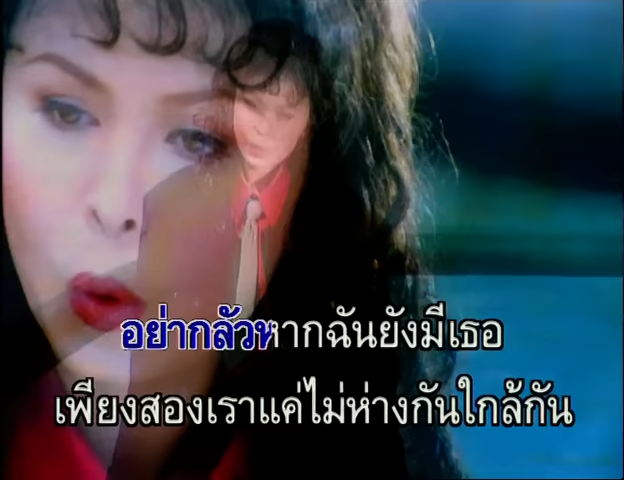 อย่ากลัวหากฉันยังมีเธอ
เพียงสองเราแค่ไม่ห่างกันใกล้กัน